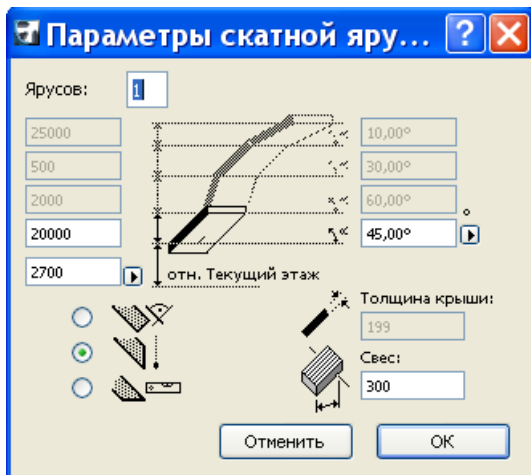 Параметры скатной яру...
Ярусов: 1
25000 10,00°
500 30,00°
2000 60,00°
20000 45,00°
2700 отн. Текущий этаж
Толщина крыши:
199
Свес:
300
Отменить OK